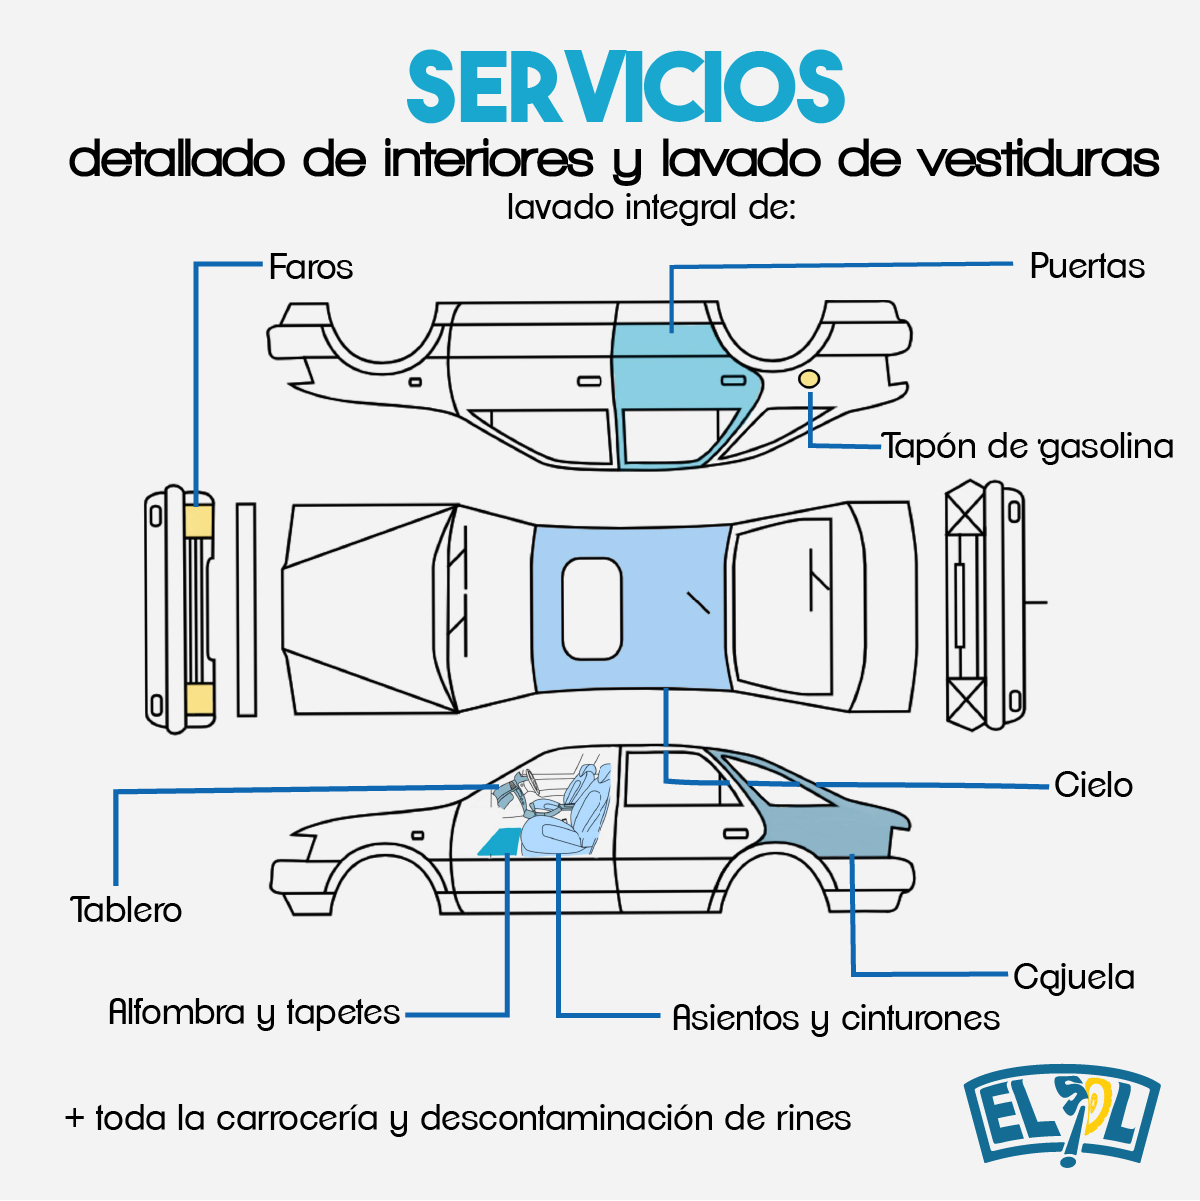 SERVICIOS
detallado de interiores y lavado de vestiduras
lavado integral de:
Faros
Puertas
Tapón de gasolina
Cielo
Tablero
Cajuela
Alfombra y tapetes
Asientos y cinturones
+ toda la carrocería y descontaminación de rines
EL SOL